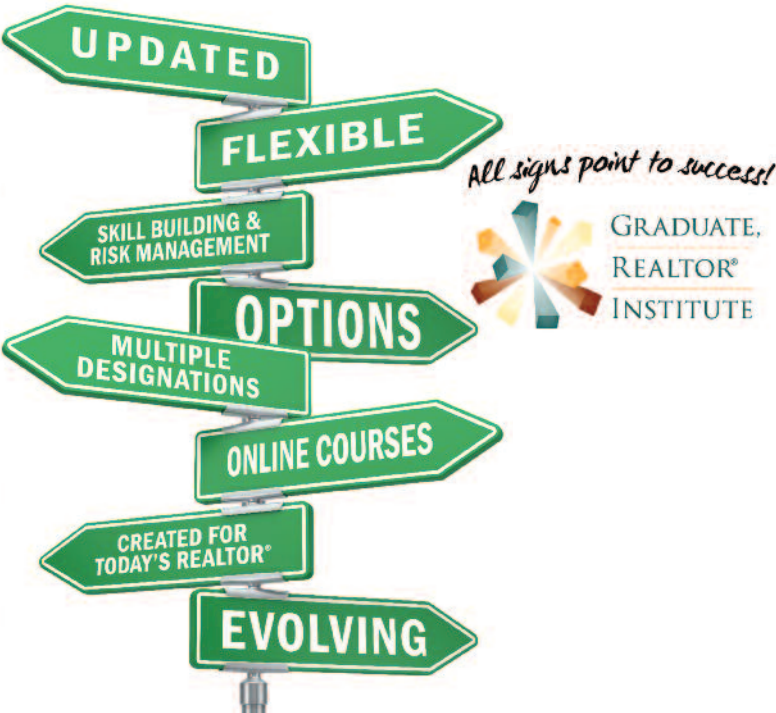 UPDATED
FLEXIBLE
All signs point to success!
SKILL BUILDING &
RISK MANAGEMENT
GRADUATE,
REALTOR®
INSTITUTE
OPTIONS
MULTIPLE
DESIGNATIONS
ONLINE COURSES
CREATED FOR
TODAY'S REALTOR®
EVOLVING